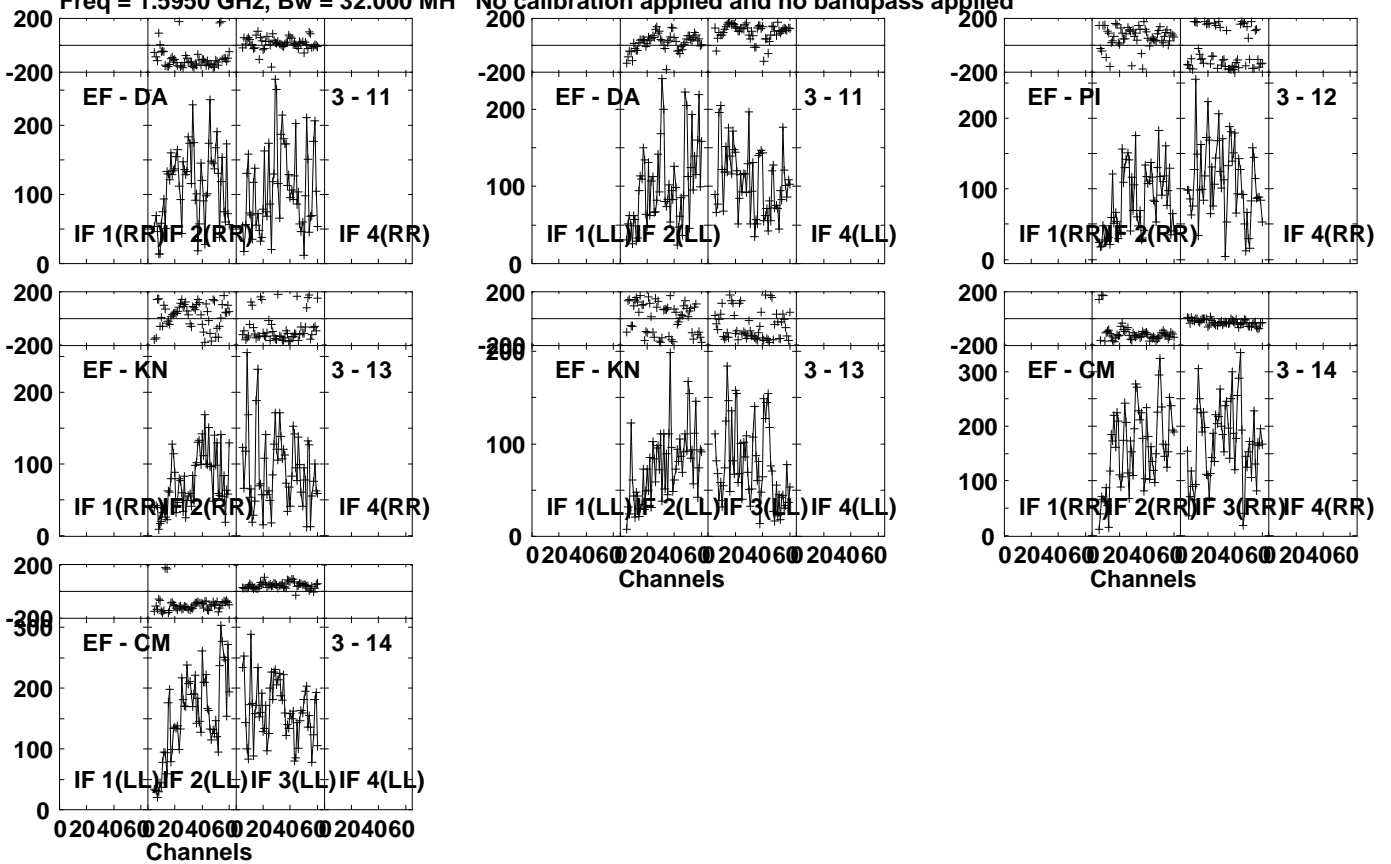 Freq = 1.5950 GHz, Bw = 32.000 MH No calibration applied and no bandpass applied
200
-200
EF - DA
3 - 11
200
100
0
IF 1(RR)
IF 2(RR)
IF 4(RR)
200
-200
EF - DA
3 - 11
200
100
0
IF 1(LL)
IF 2(LL)
IF 4(LL)
200
-200
EF - PI
3 - 12
200
100
0
IF 1(RR)
IF 2(RR)
IF 4(RR)
200
-200
EF - KN
3 - 13
200
100
0
IF 1(RR)
IF 2(RR)
IF 4(RR)
200
-200
200
EF - KN
3 - 13
100
0
IF 1(LL)
IF 2(LL)
IF 3(LL)
IF 4(LL)
0 20 40 60 0 20 40 60 0 20 40 60 0 20 40 60
Channels
200
-200
EF - CM
3 - 14
300
200
100
0
IF 1(RR)
IF 2(RR)
IF 3(RR)
IF 4(RR)
0 20 40 60 0 20 40 60 0 20 40 60 0 20 40 60
Channels
200
-200
300
EF - CM
3 - 14
200
100
0
IF 1(LL)
IF 2(LL)
IF 3(LL)
IF 4(LL)
0 20 40 60 0 20 40 60 0 20 40 60 0 20 40 60
Channels